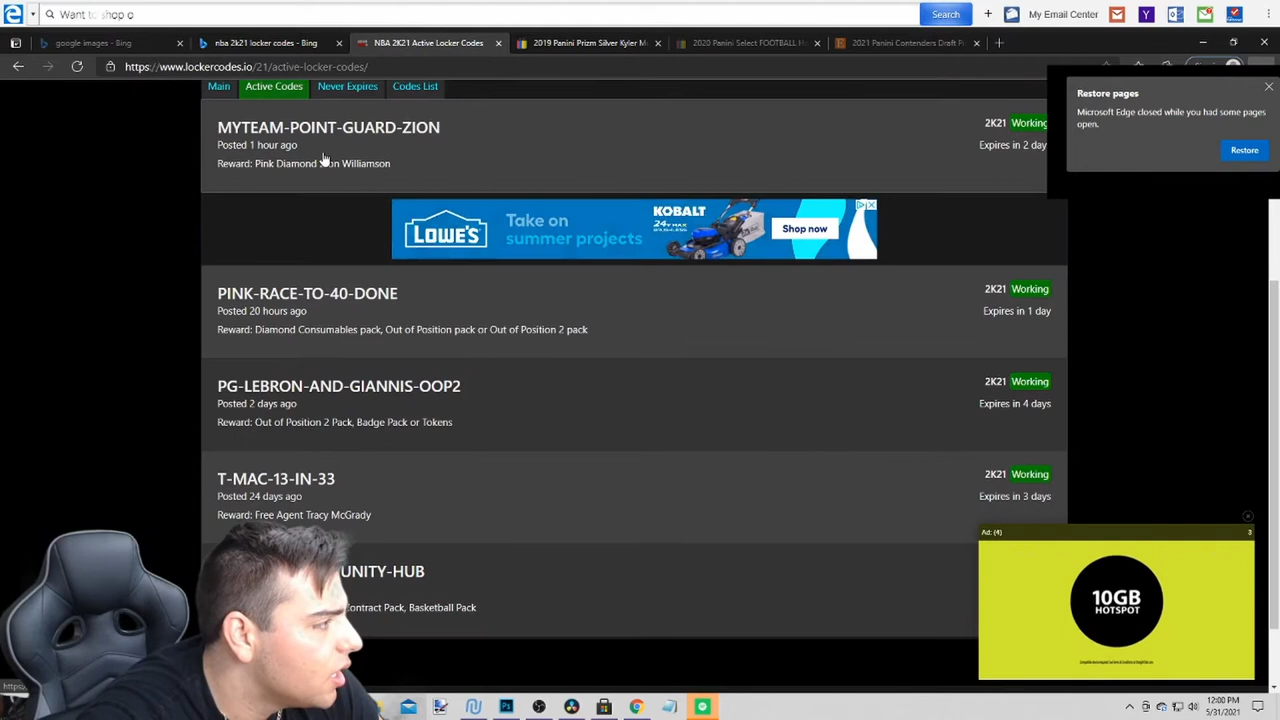 Want to shop o
Search
My Email Center
google images - Bing
nba 2k21 locker codes - Bing
NBA 2K21 Active Locker Codes
2019 Panini Prizm Silver Kyler M
2020 Panini Select FOOTBALL H
2021 Panini Contenders Draft Pi
https://www.lockercodes.io/21/active-locker-codes/
Main Active Codes Never Expires Codes List
Restore pages
Microsoft Edge closed while you had some pages
open.
Restore
MYTEAM-POINT-GUARD-ZION
2K21 Working
Posted 1 hour ago
Expires in 2 day
Reward: Pink Diamond Williamson
LOWE'S
Take on
summer projects
KOBALT
24V MAX
Shop now
PINK-RACE-TO-40-DONE
2K21 Working
Posted 20 hours ago
Expires in 1 day
Reward: Diamond Consumables pack, Out of Position pack or Out of Position 2 pack
PG-LEBRON-AND-GIANNIS-OOP2
2K21 Working
Posted 2 days ago
Expires in 4 days
Reward: Out of Position 2 Pack, Badge Pack or Tokens
T-MAC-13-IN-33
2K21 Working
Posted 24 days ago
Expires in 3 days
Reward: Free Agent Tracy McGrady
UNITY-HUB
Contract Pack, Basketball Pack
Ad: (4)
3
10GB
HOTSPOT
https:
12:00 PM
5/31/2021